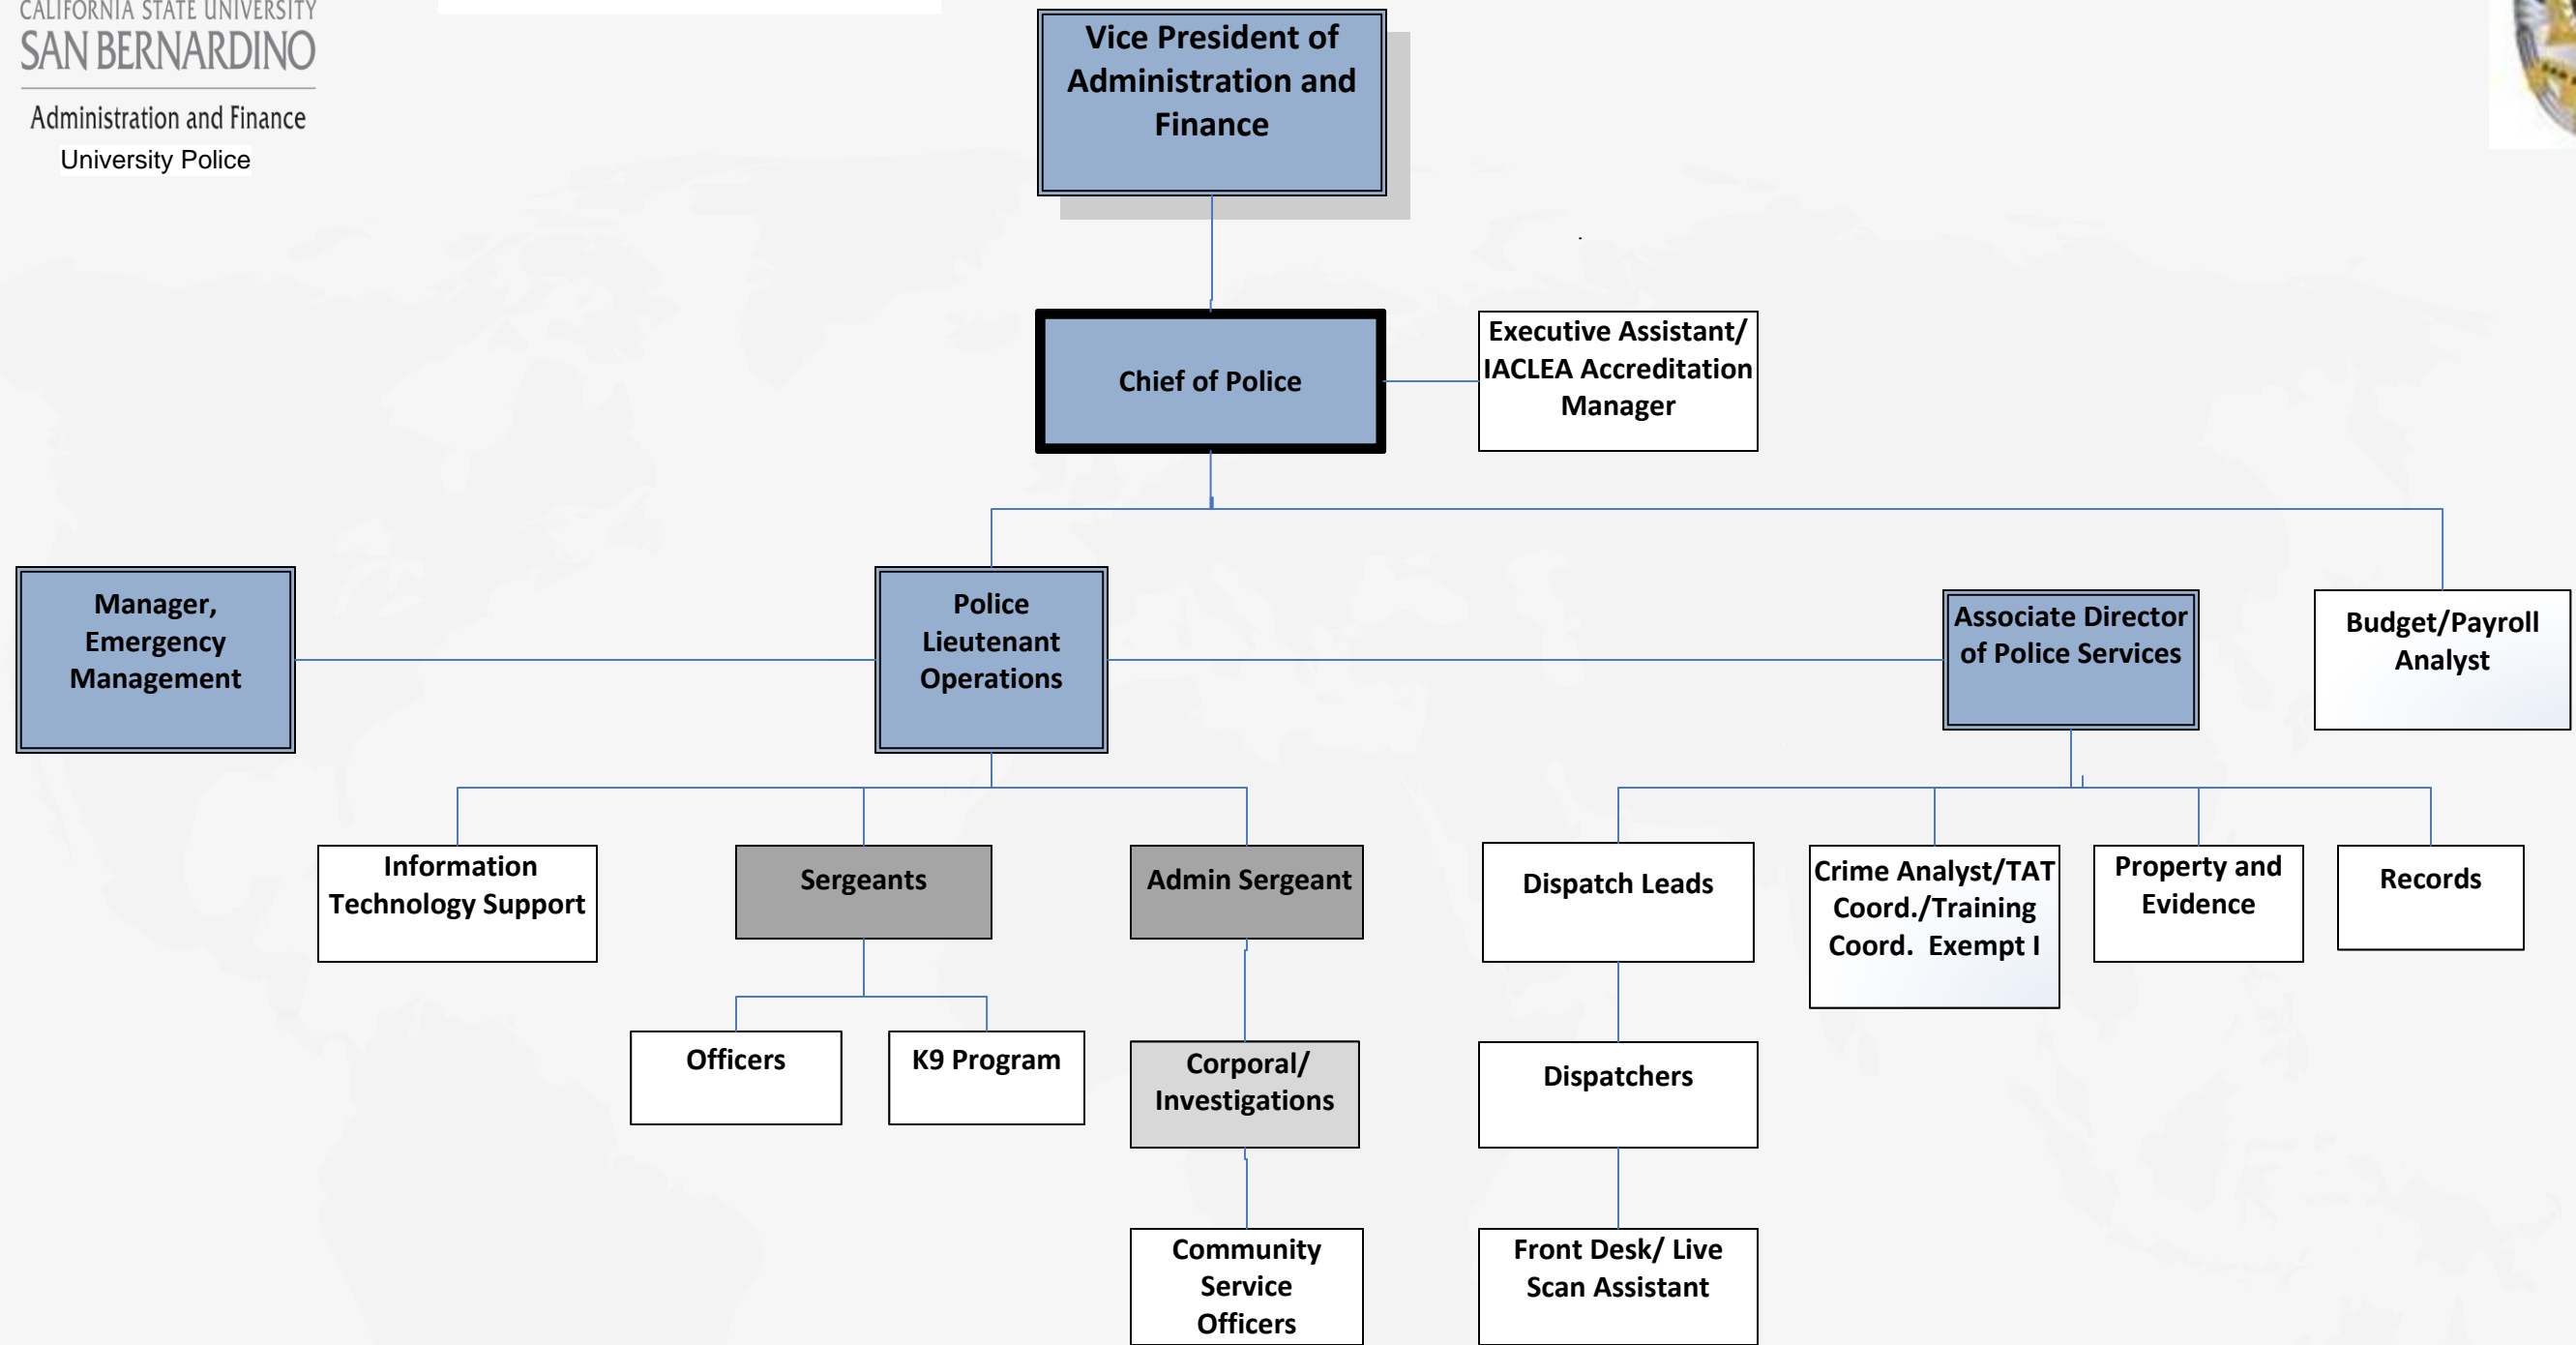 CALIFORNIA STATE UNIVERSITY
SAN BERNARDINO
Administration and Finance
University Police
Vice President of
Administration and
Finance
Chief of Police
Executive Assistant/
IACLEA Accreditation
Manager
Manager,
Emergency
Management
Police
Lieutenant
Operations
Associate Director
of Police Services
Budget/Payroll
Analyst
Information
Technology Support
Sergeants
Admin Sergeant
Dispatch Leads
Crime Analyst/TAT
Coord./Training
Coord.  Exempt I
Property and
Evidence
Records
Officers
K9 Program
Corporal/
Investigations
Dispatchers
Community
Service
Officers
Front Desk/ Live
Scan Assistant